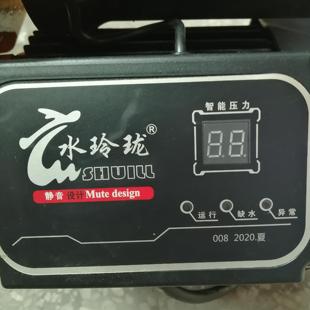 智能压力
水玲珑®
SHUILL
静音设计 Mute design
运行 缺水 异常
008 2020.夏